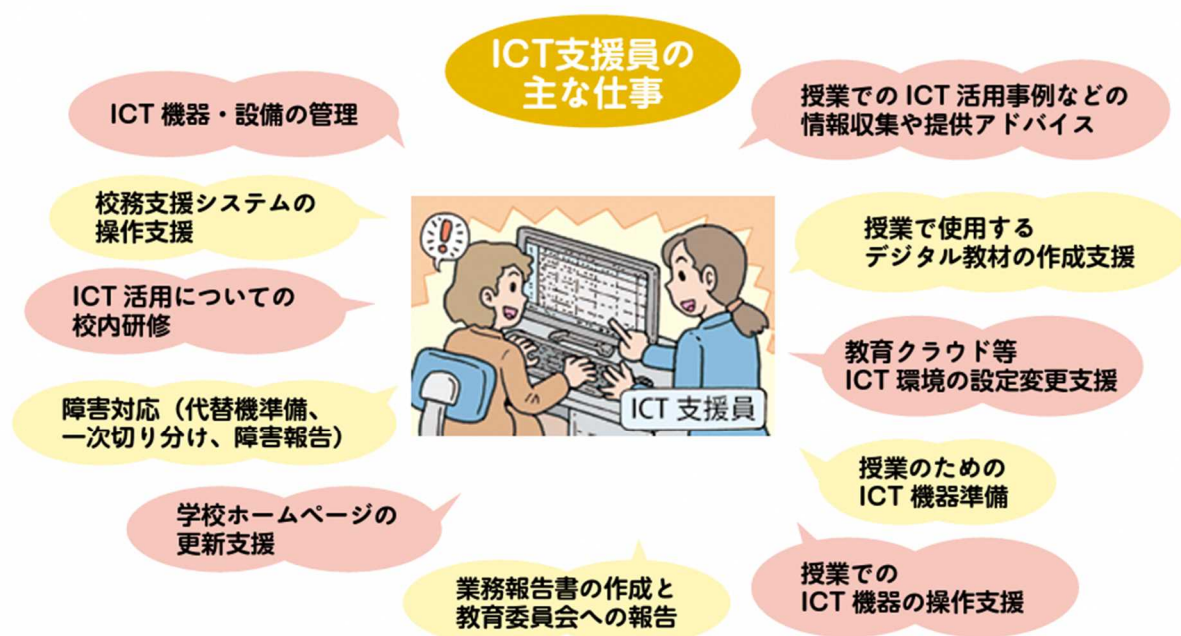 ICT支援員の
主な仕事
ICT 機器・設備の管理
校務支援システムの
操作支援
ICT 活用についての
校内研修
障害対応（代替機準備、
一次切り分け、障害報告）
学校ホームページの
更新支援
業務報告書の作成と
教育委員会への報告
授業での ICT 活用事例などの
情報収集や提供アドバイス
授業で使用する
デジタル教材の作成支援
教育クラウド等
ICT 環境の設定変更支援
授業のための
ICT 機器準備
授業での
ICT 機器の操作支援
!
ICT 支援員